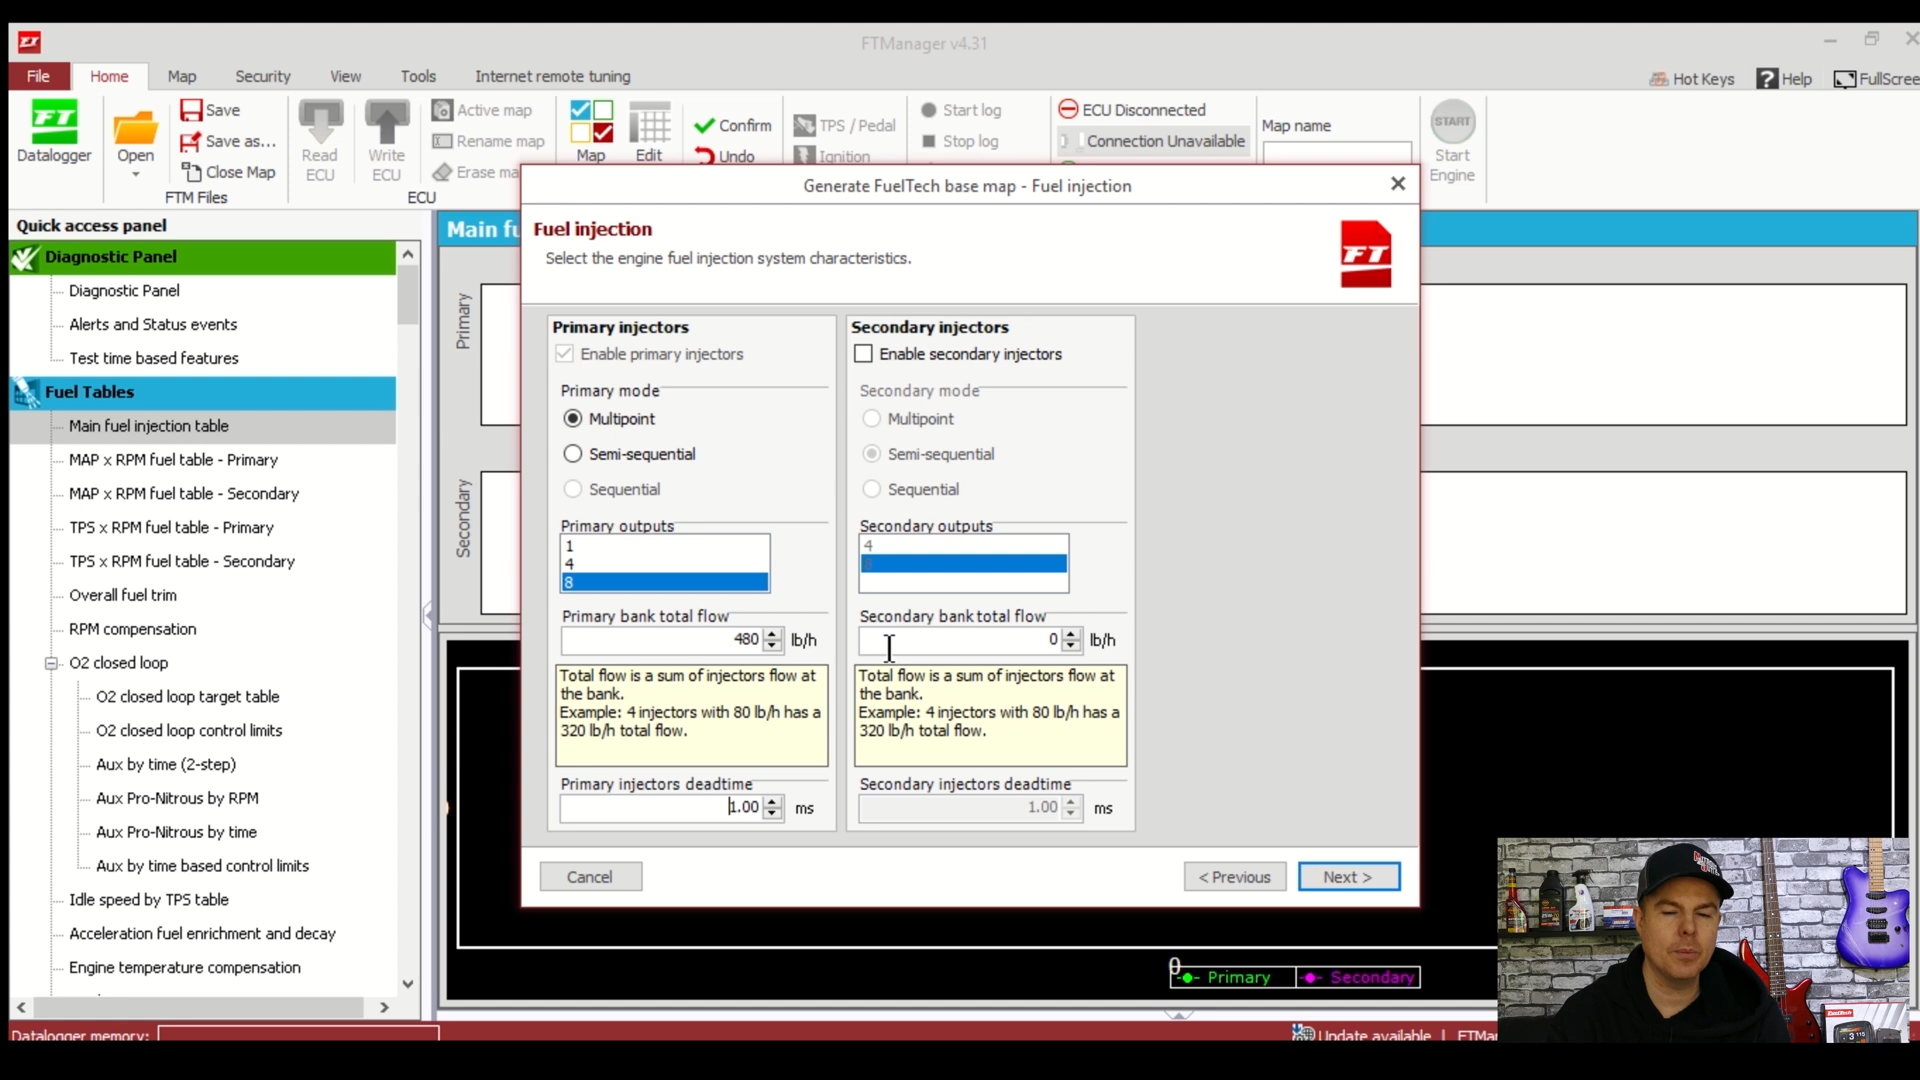 FTManager v4.31
File
Home
Map
Security
View
Tools
Internet remote tuning
Hot Keys
Help
FullScree
Datalogger
Open
Save
Save as...
Close Map
FTM Files
Read
ECU
Write
ECU
Active map
Rename map
Erase ma
ECU
Map
Edit
Confirm
Undo
TPS / Pedal
Ignition
Start log
Stop log
ECU Disconnected
Connection Unavailable
Map name
START
Start
Engine
Quick access panel
Diagnostic Panel
Diagnostic Panel
Alerts and Status events
Test time based features
Fuel Tables
Main fuel injection table
MAP x RPM fuel table - Primary
MAP x RPM fuel table - Secondary
TPS x RPM fuel table - Primary
TPS x RPM fuel table - Secondary
Overall fuel trim
RPM compensation
O2 closed loop
O2 closed loop target table
O2 closed loop control limits
Aux by time (2-step)
Aux Pro-Nitrous by RPM
Aux Pro-Nitrous by time
Aux by time based control limits
Idle speed by TPS table
Acceleration fuel enrichment and decay
Engine temperature compensation
Datalogger memory:
Main fu
Primary
Secondary
Generate FuelTech base map - Fuel injection
Fuel injection
Select the engine fuel injection system characteristics.
FT
Primary injectors
Enable primary injectors
Primary mode
Multipoint
Semi-sequential
Sequential
Primary outputs
1
4
8
Primary bank total flow
480 lb/h
Total flow is a sum of injectors flow at
the bank.
Example: 4 injectors with 80 lb/h has a
320 lb/h total flow.
Primary injectors deadtime
1.00 ms
Secondary injectors
Enable secondary injectors
Secondary mode
Multipoint
Semi-sequential
Sequential
Secondary outputs
4
Secondary bank total flow
0 lb/h
Total flow is a sum of injectors flow at
the bank.
Example: 4 injectors with 80 lb/h has a
320 lb/h total flow.
Secondary injectors deadtime
1.00 ms
Cancel
< Previous
Next >
0
Primary
Secondary
Update available | FTMa